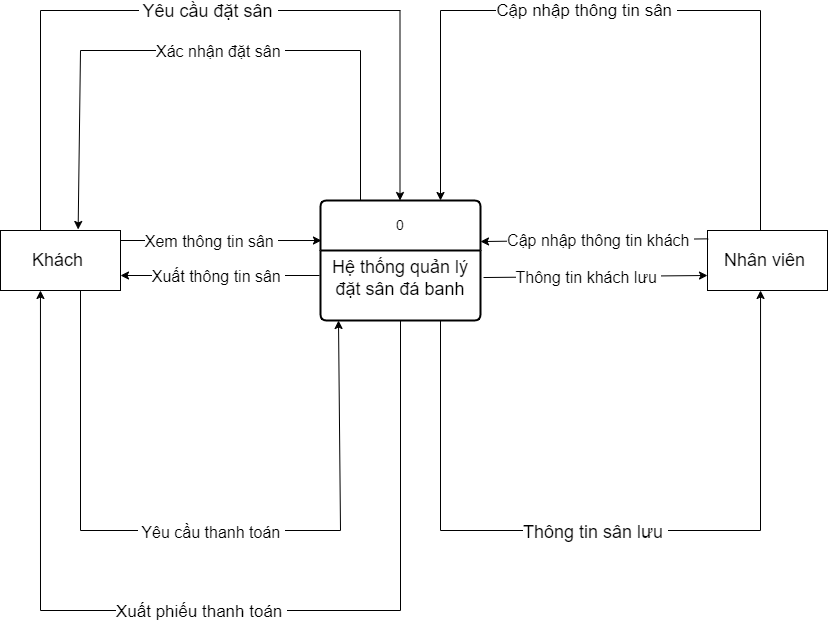 Yêu cầu đặt sân
Cập nhập thông tin sân
Xác nhận đặt sân
0
Khách
Xem thông tin sân
Xuất thông tin sân
Hệ thống quản lý
đặt sân đá banh
Cập nhập thông tin khách
Thông tin khách lưu
Nhân viên
Yêu cầu thanh toán
Thông tin sân lưu
Xuất phiếu thanh toán